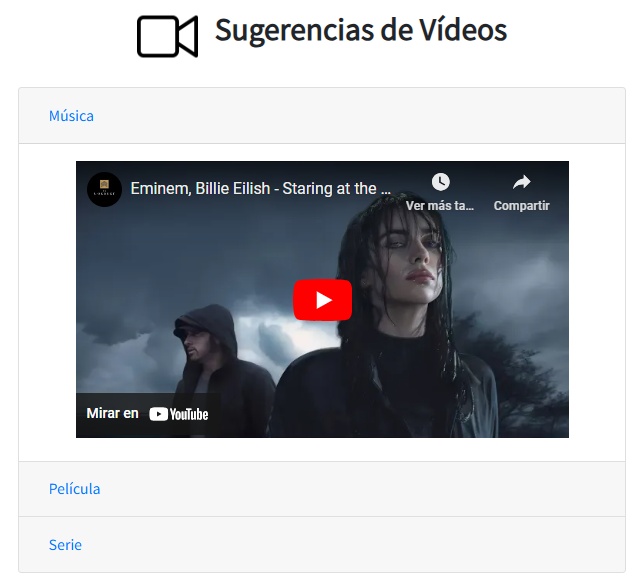 Sugerencias de Vídeos
Música
Eminem, Billie Eilish - Staring at the ...
Ver más ta...
Compartir
Mirar en YouTube
Película
Serie